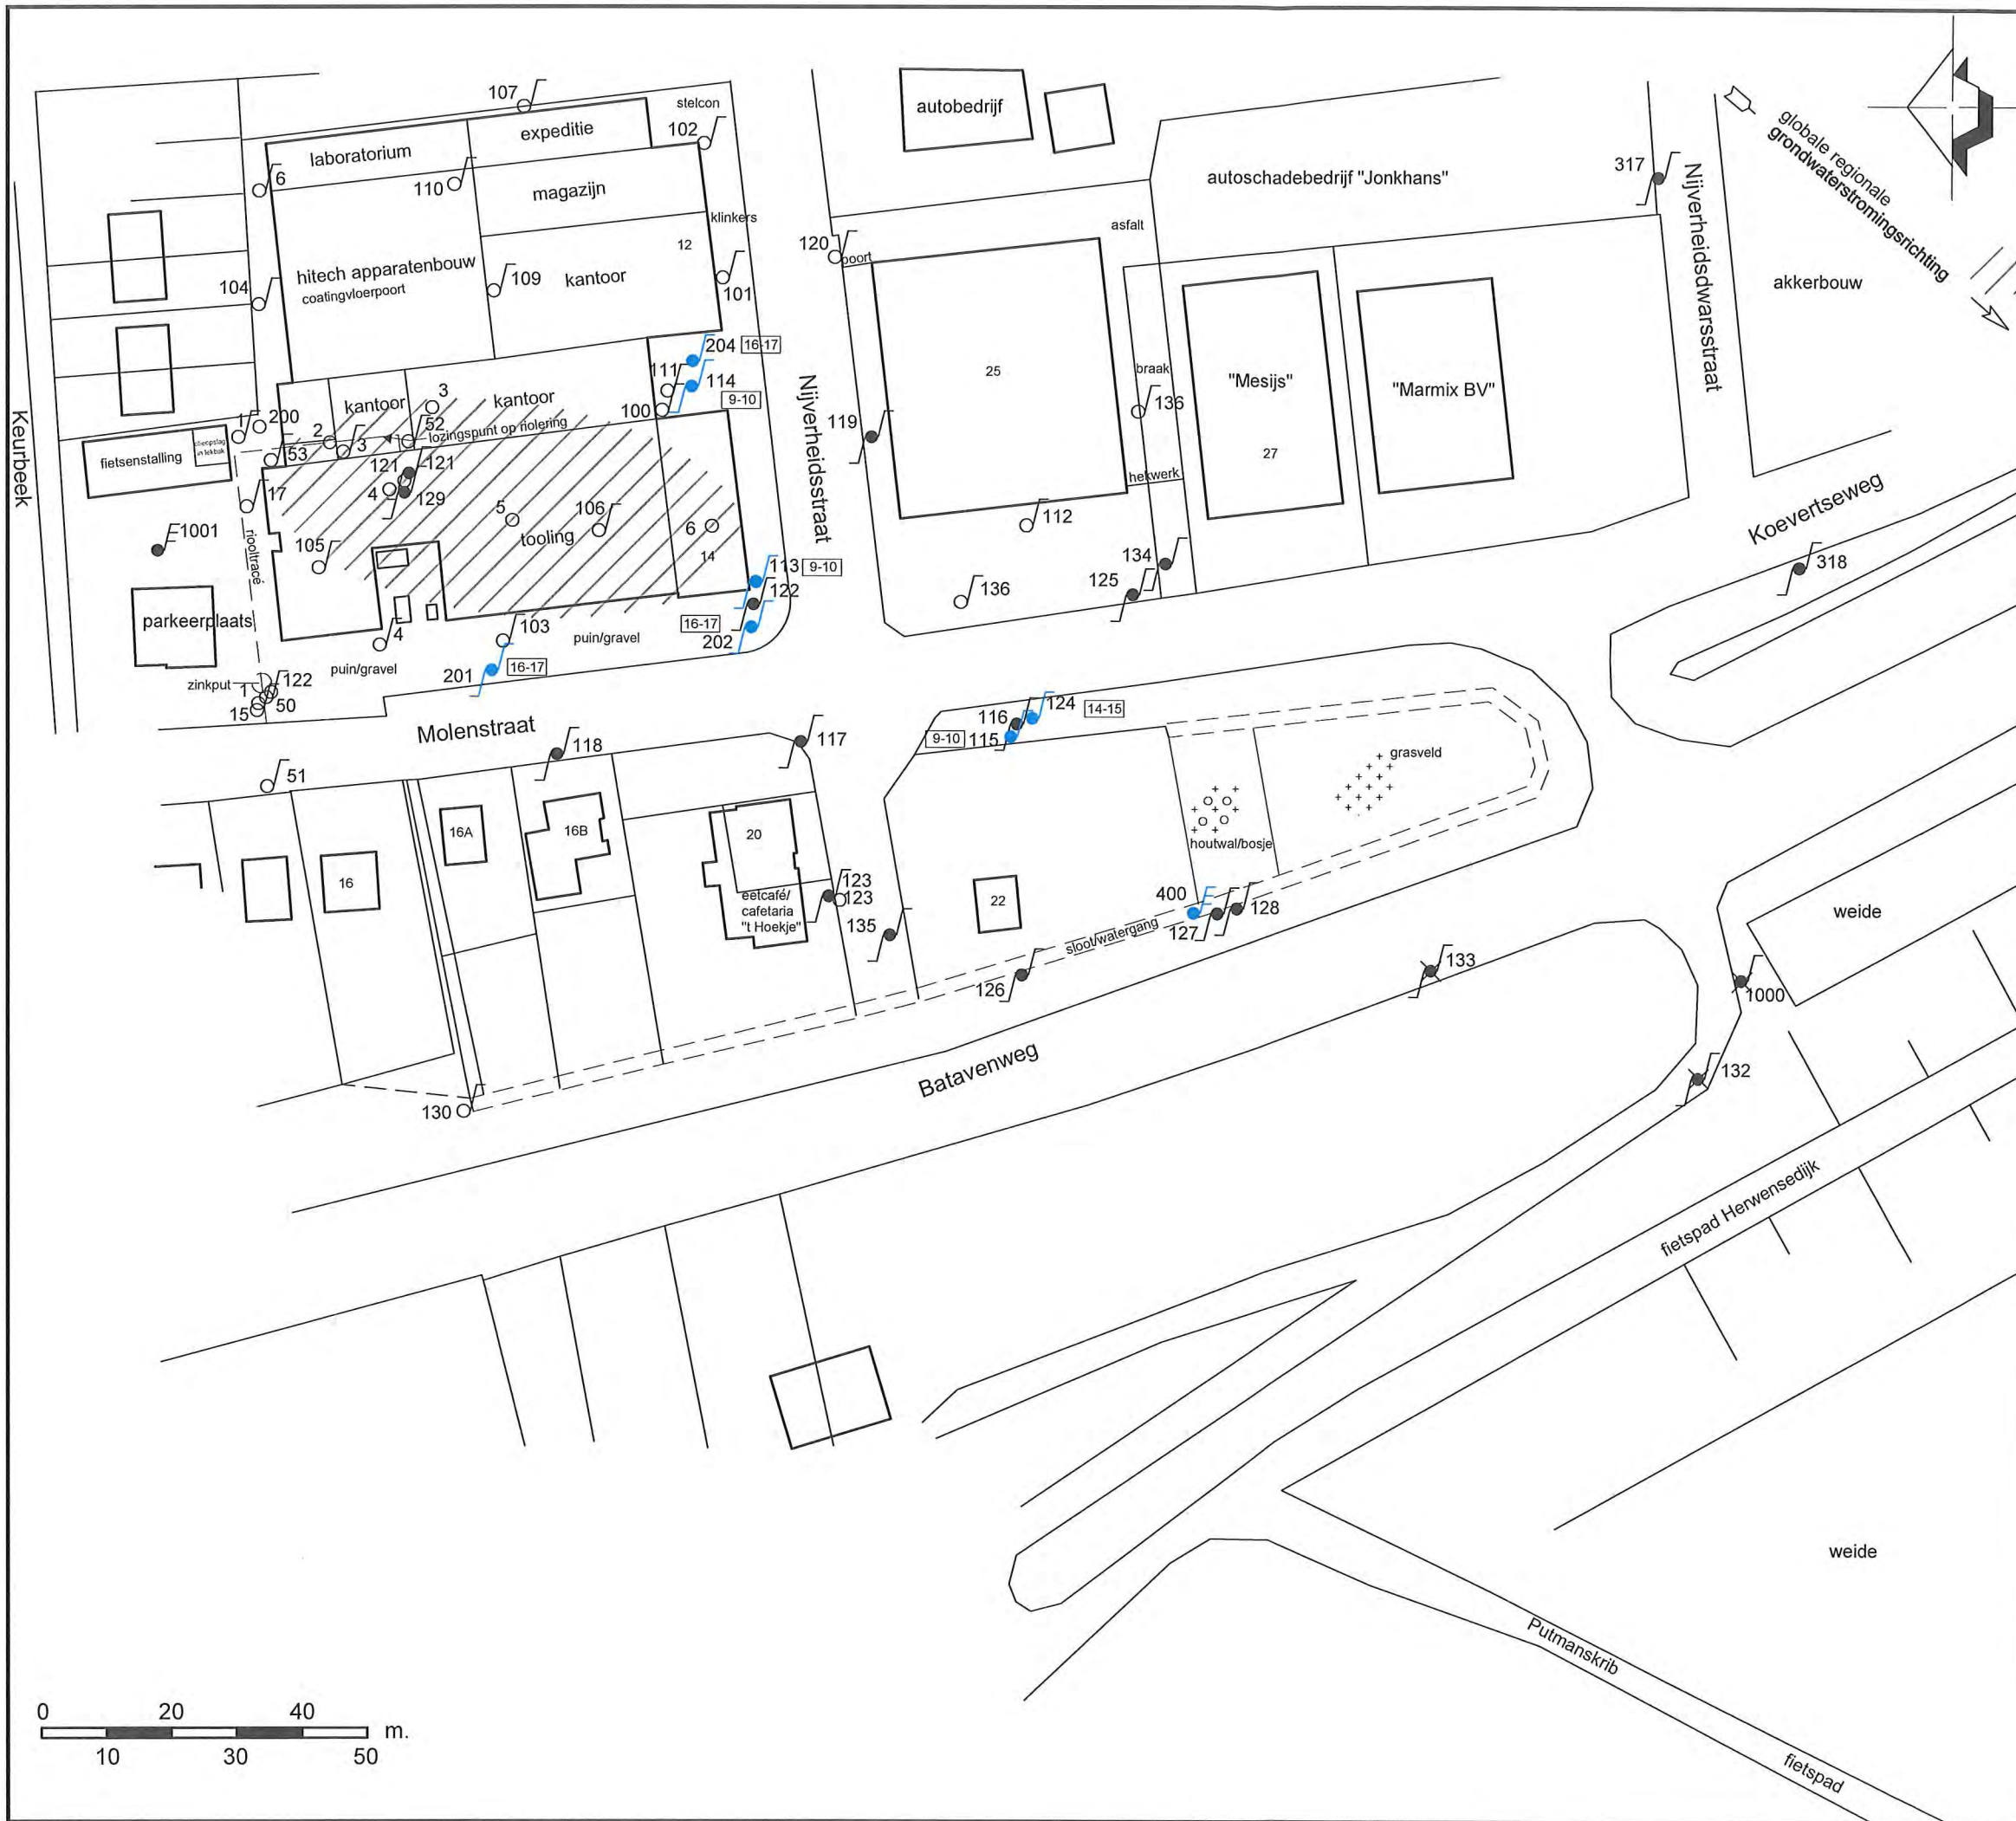 107
stelcon
102
expeditie
laboratorium
6
110
magazijn
klinkers
12
hitech apparatenbouw
coatingvloerpoort
104
109
kantoor
101
204
16-17
111
114
9-10
100
kantoor
3
kantoor
52
lozingspunt op riolering
1
200
2
3
53
fietsenstalling
in lekbak
121
121
4
129
17
5
106
tooling
6
14
1001
riooltracé
105
113
9-10
122
16-17
202
parkeerplaats
4
103
puin/gravel
puin/gravel
201
16-17
zinkput
1
122
50
15
Keurbeek
Nijverheidsstraat
autobedrijf
120
poort
asfalt
autoschadebedrijf "Jonkhans"
317
Nijverheidsdwarsstraat
globale regionale
grondwaterstromingsrichting
akkerbouw
25
braak
136
"Mesijs"
27
"Marmix BV"
119
hekwerk
112
134
125
136
Koevertseweg
318
Molenstraat
118
117
116
124
14-15
9-10
115
51
grasveld
houtwal/bosje
16
16A
16B
20
eetcafé/
cafetaria
"t Hoekje"
123
123
135
22
400
127
128
sloot/watergang
126
133
weide
1000
132
130
Batavenweg
fietspad Herwensedijk
weide
Putmanskrib
fietspad
0
20
40
m.
10
30
50